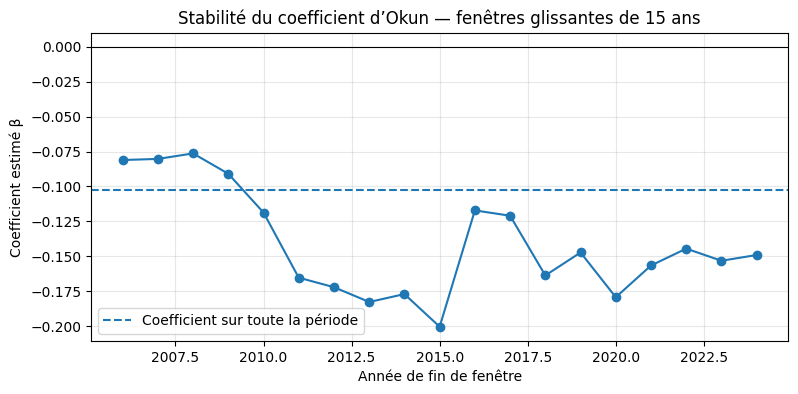 Stabilité du coefficient d’Okun — fenêtres glissantes de 15 ans
Coefficient estimé β
0.000
−0.025
−0.050
−0.075
−0.100
−0.125
−0.150
−0.175
−0.200
Coefficient sur toute la période
2007.5 2010.0 2012.5 2015.0 2017.5 2020.0 2022.5
Année de fin de fenêtre